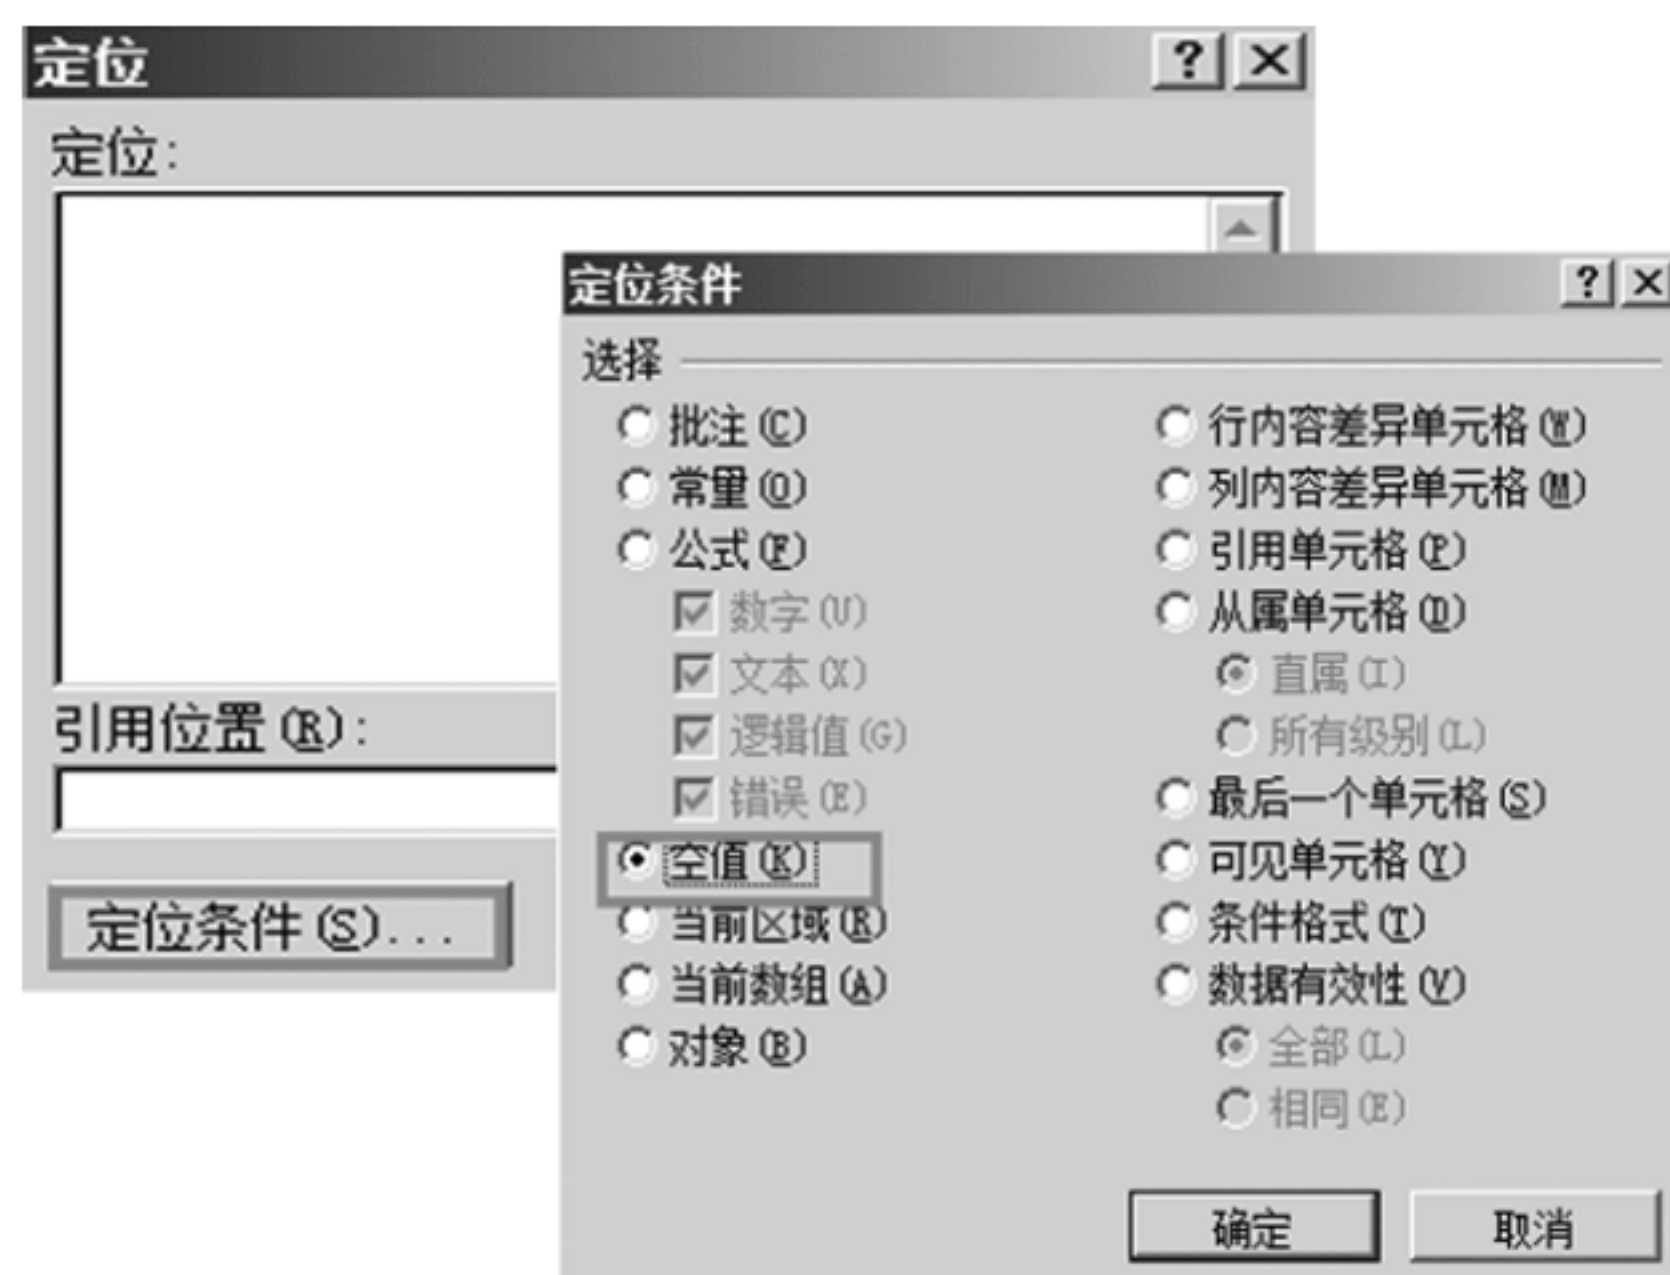 定位
定位:
引用位置(R):
定位条件(S)...
定位条件
选择
批注(C)
常量(O)
公式(F)
数字(U)
文本(X)
逻辑值(G)
错误(E)
空值(K)
当前区域(R)
当前数组(A)
对象(B)
行内容差异单元格(W)
列内容差异单元格(M)
引用单元格(P)
从属单元格(D)
直属(I)
所有级别(L)
最后一个单元格(S)
可见单元格(Y)
条件格式(T)
数据有效性(V)
全部(L)
相同(E)
确定
取消